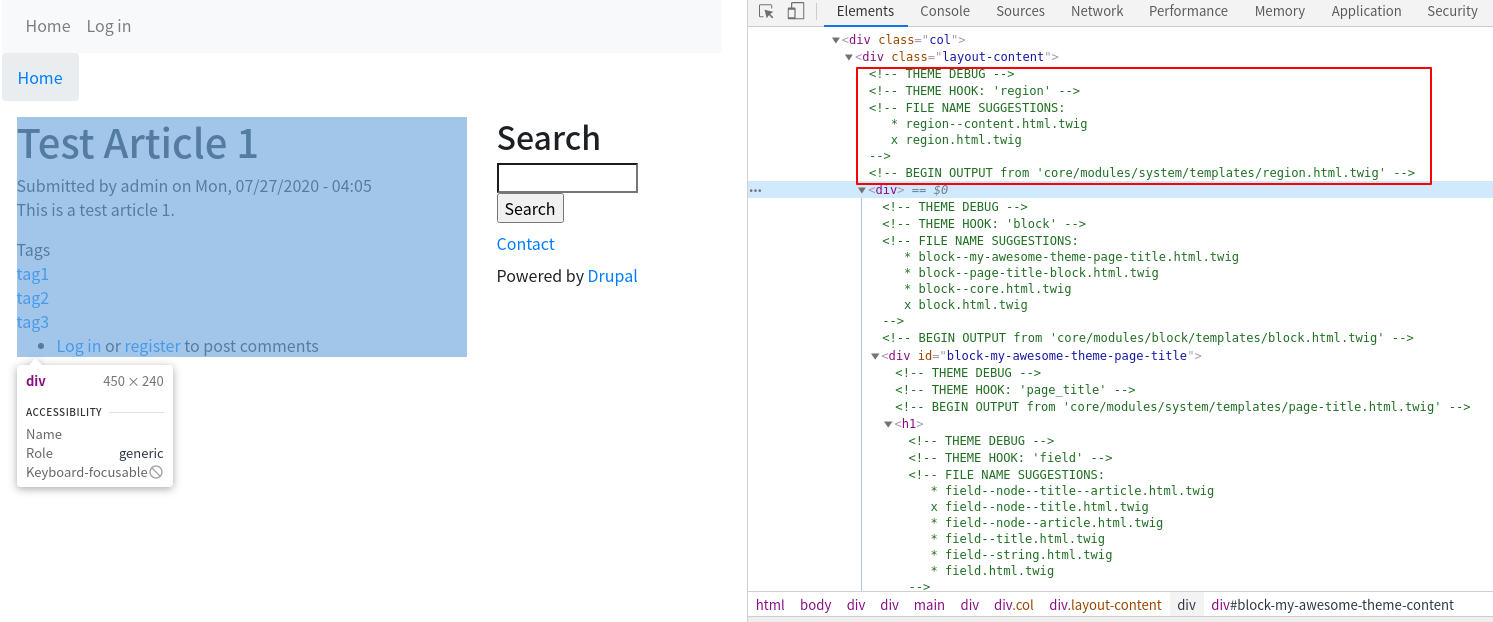 Home Log in
Home
Test Article 1
Submitted by admin on Mon, 07/27/2020 - 04:05
This is a test article 1.
Tags
tag1
tag2
tag3
Log in or register to post comments
div 450 × 240
ACCESSIBILITY
Name
Role generic
Keyboard-focusable
Search
Search
Contact
Powered by Drupal
Elements Console Sources Network Performance Memory Application Security
<div class="col">
<div class="layout-content">
<!-- THEME DEBUG -->
<!-- THEME HOOK: 'region' -->
<!-- FILE NAME SUGGESTIONS:
* region--content.html.twig
x region.html.twig
-->
<!-- BEGIN OUTPUT from 'core/modules/system/templates/region.html.twig' -->
<div> == $0
<!-- THEME DEBUG -->
<!-- THEME HOOK: 'block' -->
<!-- FILE NAME SUGGESTIONS:
* block--my-awesome-theme-page-title.html.twig
* block--page-title-block.html.twig
* block--core.html.twig
x block.html.twig
-->
<!-- BEGIN OUTPUT from 'core/modules/block/templates/block.html.twig' -->
<div id="block-my-awesome-theme-page-title">
<!-- THEME DEBUG -->
<!-- THEME HOOK: 'page_title' -->
<!-- BEGIN OUTPUT from 'core/modules/system/templates/page-title.html.twig' -->
<h1>
<!-- THEME DEBUG -->
<!-- THEME HOOK: 'field' -->
<!-- FILE NAME SUGGESTIONS:
* field--node--title--article.html.twig
x field--node--title.html.twig
* field--node--article.html.twig
* field--title.html.twig
* field--string.html.twig
* field.html.twig
-->
html body div div main div div.col div.layout-content div div#block-my-awesome-theme-content